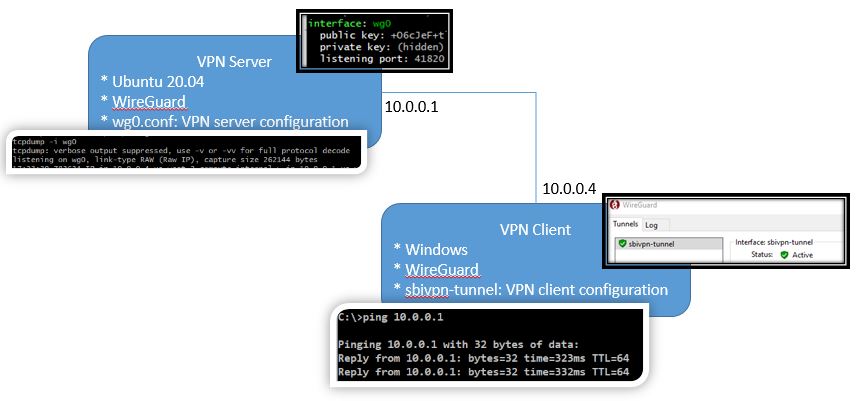 interface: wg0
public key: +O6cJeF+t
private key: (hidden)
listening port: 41820
VPN Server
* Ubuntu 20.04
* WireGuard
* wg0.conf: VPN server configuration
10.0.0.1
tcpdump -i wg0
tcpdump: verbose output suppressed, use -v or -vv for full protocol decode
listening on wg0, link-type RAW (Raw IP), capture size 262144 bytes
10.0.0.4
WireGuard
Tunnels Log
sbivpn-tunnel
Interface: sbivpn-tunnel
Status: Active
VPN Client
* Windows
* WireGuard
* sbivpn-tunnel: VPN client configuration
C:\>ping 10.0.0.1
Pinging 10.0.0.1 with 32 bytes of data:
Reply from 10.0.0.1: bytes=32 time=323ms TTL=64
Reply from 10.0.0.1: bytes=32 time=332ms TTL=64